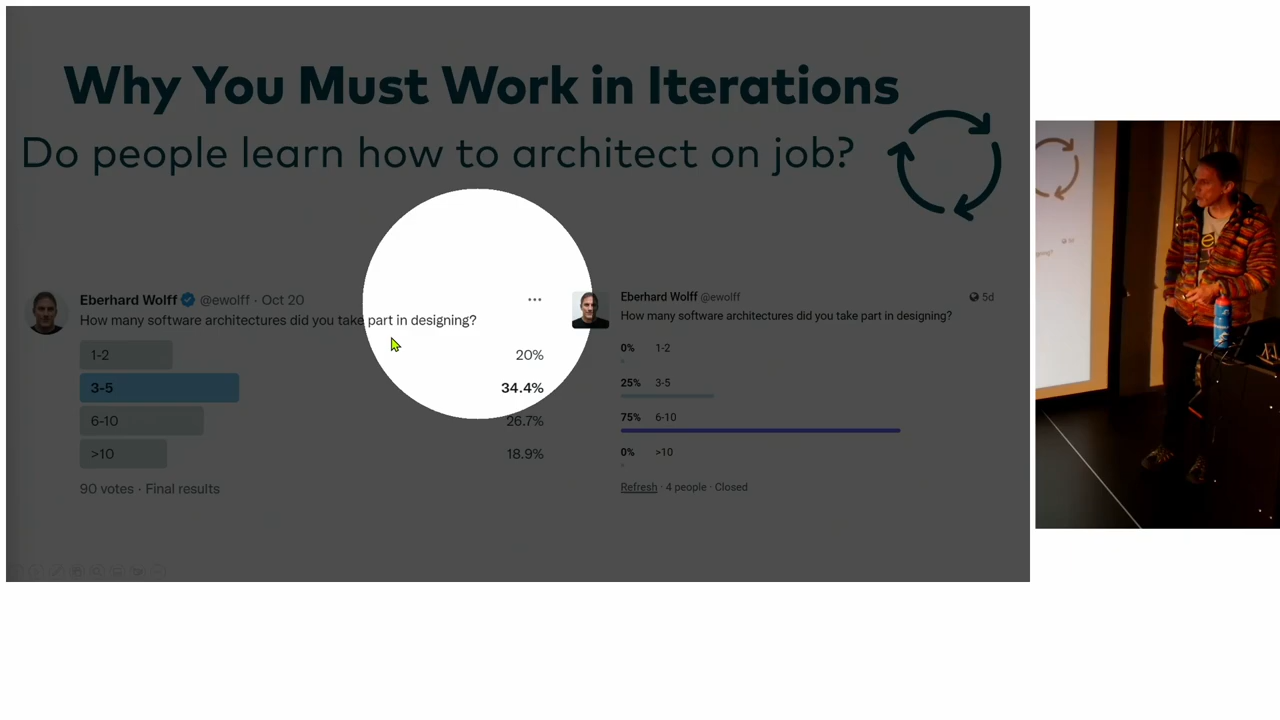 Why You Must Work in Iterations
Do people learn how to architect on job?
Eberhard Wolff @ewolff · Oct 20 ···
How many software architectures did you take part in designing?
1-2 20%
3-5 34.4%
6-10 26.7%
>10 18.9%
90 votes · Final results
Eberhard Wolff @ewolff 5d
How many software architectures did you take part in designing?
0% 1-2
25% 3-5
75% 6-10
0% >10
Refresh · 4 people · Closed